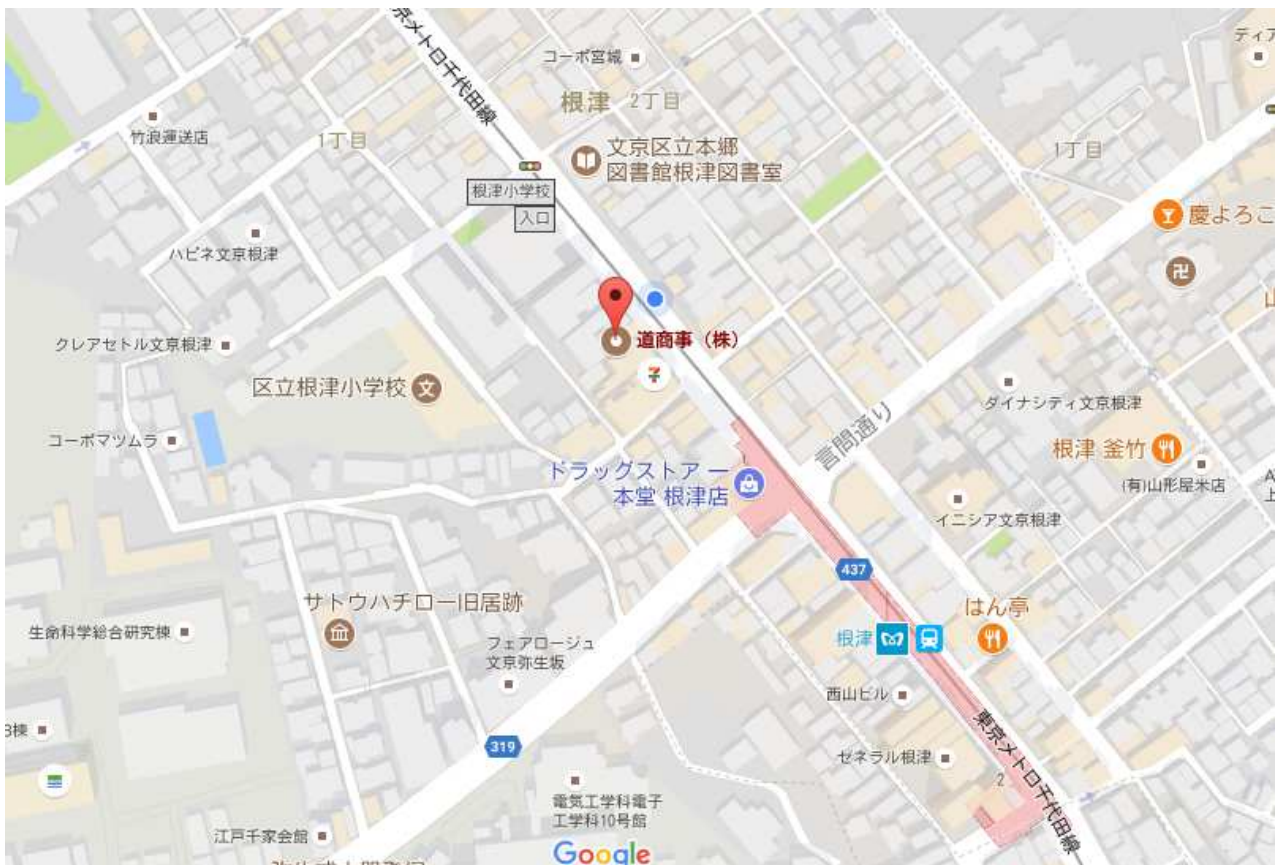 ディア
コーポ宮城
東京メトロ千代田線
根津 2丁目
竹浪運送店
1丁目
文京区立本郷
図書館根津図書室
1丁目
根津小学校
入口
慶よろこ
ハピネ文京根津
卍
山
クレアセトル文京根津
道商事（株）
7
区立根津小学校
文
ダイナシティ文京根津
言問通り
コーポマツムラ
根津 釜竹
ドラッグストア 一
本堂 根津店
1
(有)山形屋米店
A
上
イニシア文京根津
437
サトウハチロー旧居跡
はん亭
生命科学総合研究棟
フェアロージュ
文京弥生坂
根津
西山ビル
3棟
319
東京メトロ千代田線
ゼネラル根津
2
電気工学科電子
工学科10号館
江戸千家会館
Google